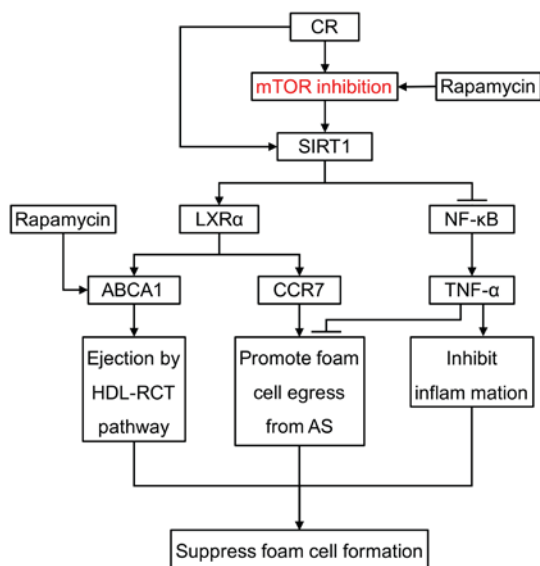 CR
mTOR inhibition
Rapamycin
SIRT1
Rapamycin
LXRα
NF-κB
ABCA1
CCR7
TNF-α
Ejection by
HDL-RCT
pathway
Promote foam
cell egress
from AS
Inhibit
inflam mation
Suppress foam cell formation